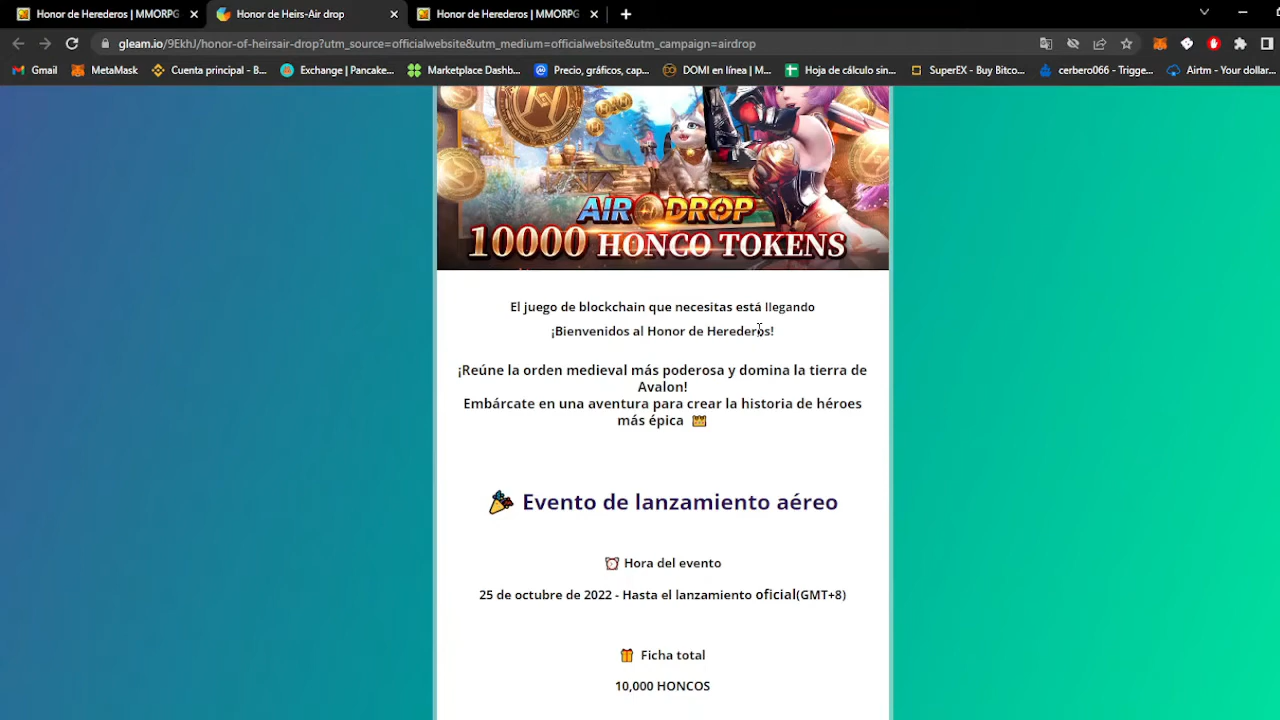 Honor de Herederos | MMORPG
Honor de Heirs-Air drop
Honor de Herederos | MMORPG
gleam.io/9EkhJ/honor-of-heirsair-drop?utm_source=officialwebsite&utm_medium=officialwebsite&utm_campaign=airdrop
Gmail
MetaMask
Cuenta principal - B...
Exchange | Pancake...
Marketplace Dashb...
Precio, gráficos, cap...
DOMI en línea | M...
Hoja de cálculo sin...
SuperEX - Buy Bitco...
cerbero066 - Trigge...
Airtm - Your dollar...
AIR DROP
10000 HONCO TOKENS
El juego de blockchain que necesitas está llegando
¡Bienvenidos al Honor de Herederos!
¡Reúne la orden medieval más poderosa y domina la tierra de
Avalon!
Embárcate en una aventura para crear la historia de héroes
más épica
Evento de lanzamiento aéreo
Hora del evento
25 de octubre de 2022 - Hasta el lanzamiento oficial(GMT+8)
Ficha total
10,000 HONCOS